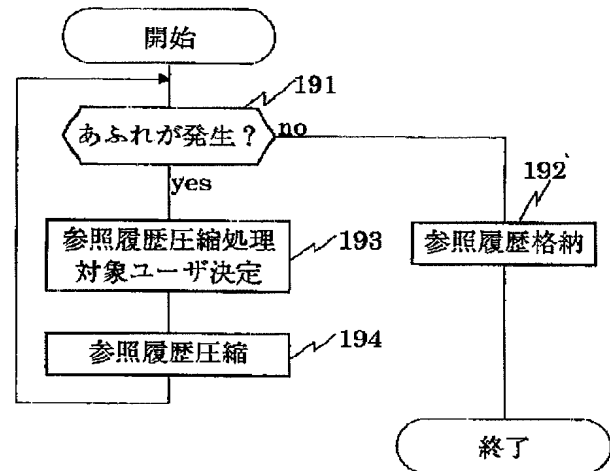 開始
191
あふれが発生？
no
yes
192
参照履歴圧縮処理
対象ユーザ決定
193
参照履歴格納
参照履歴圧縮
194
終了